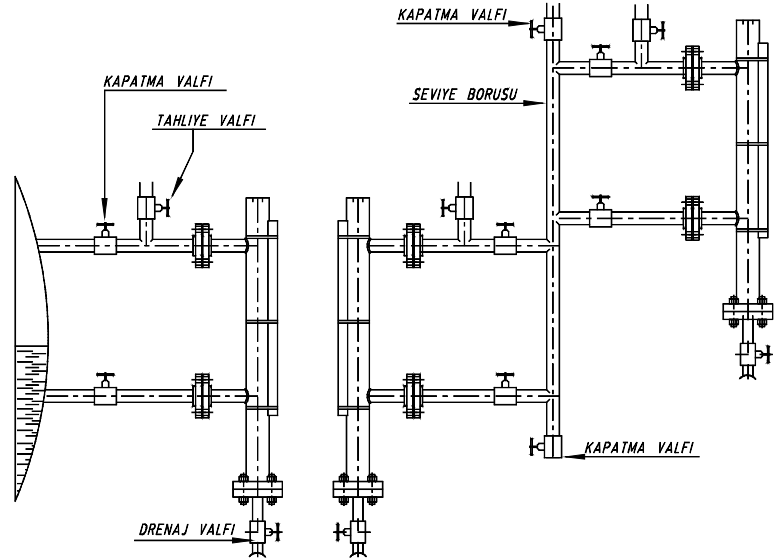 KAPATMA VALFI
KAPATMA VALFI
SEVIYE BORUSU
TAHLIYE VALFI
KAPATMA VALFI
DRENAJ VALFI